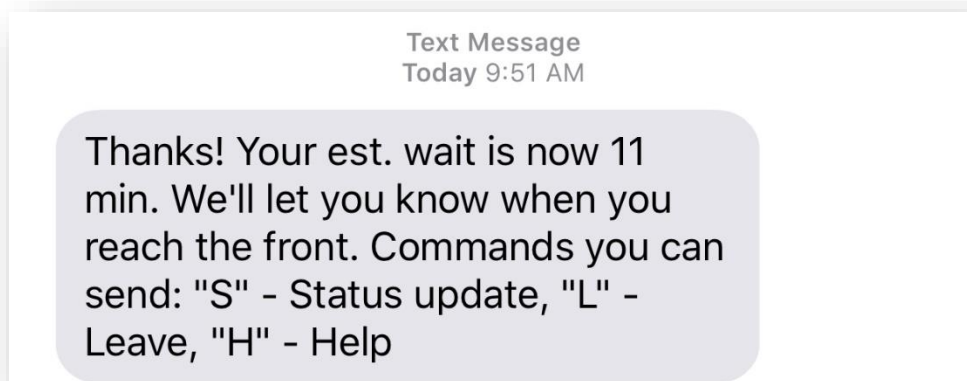 Text Message
Today 9:51 AM
Thanks! Your est. wait is now 11
min. We'll let you know when you
reach the front. Commands you can
send: "S" - Status update, "L" -
Leave, "H" - Help